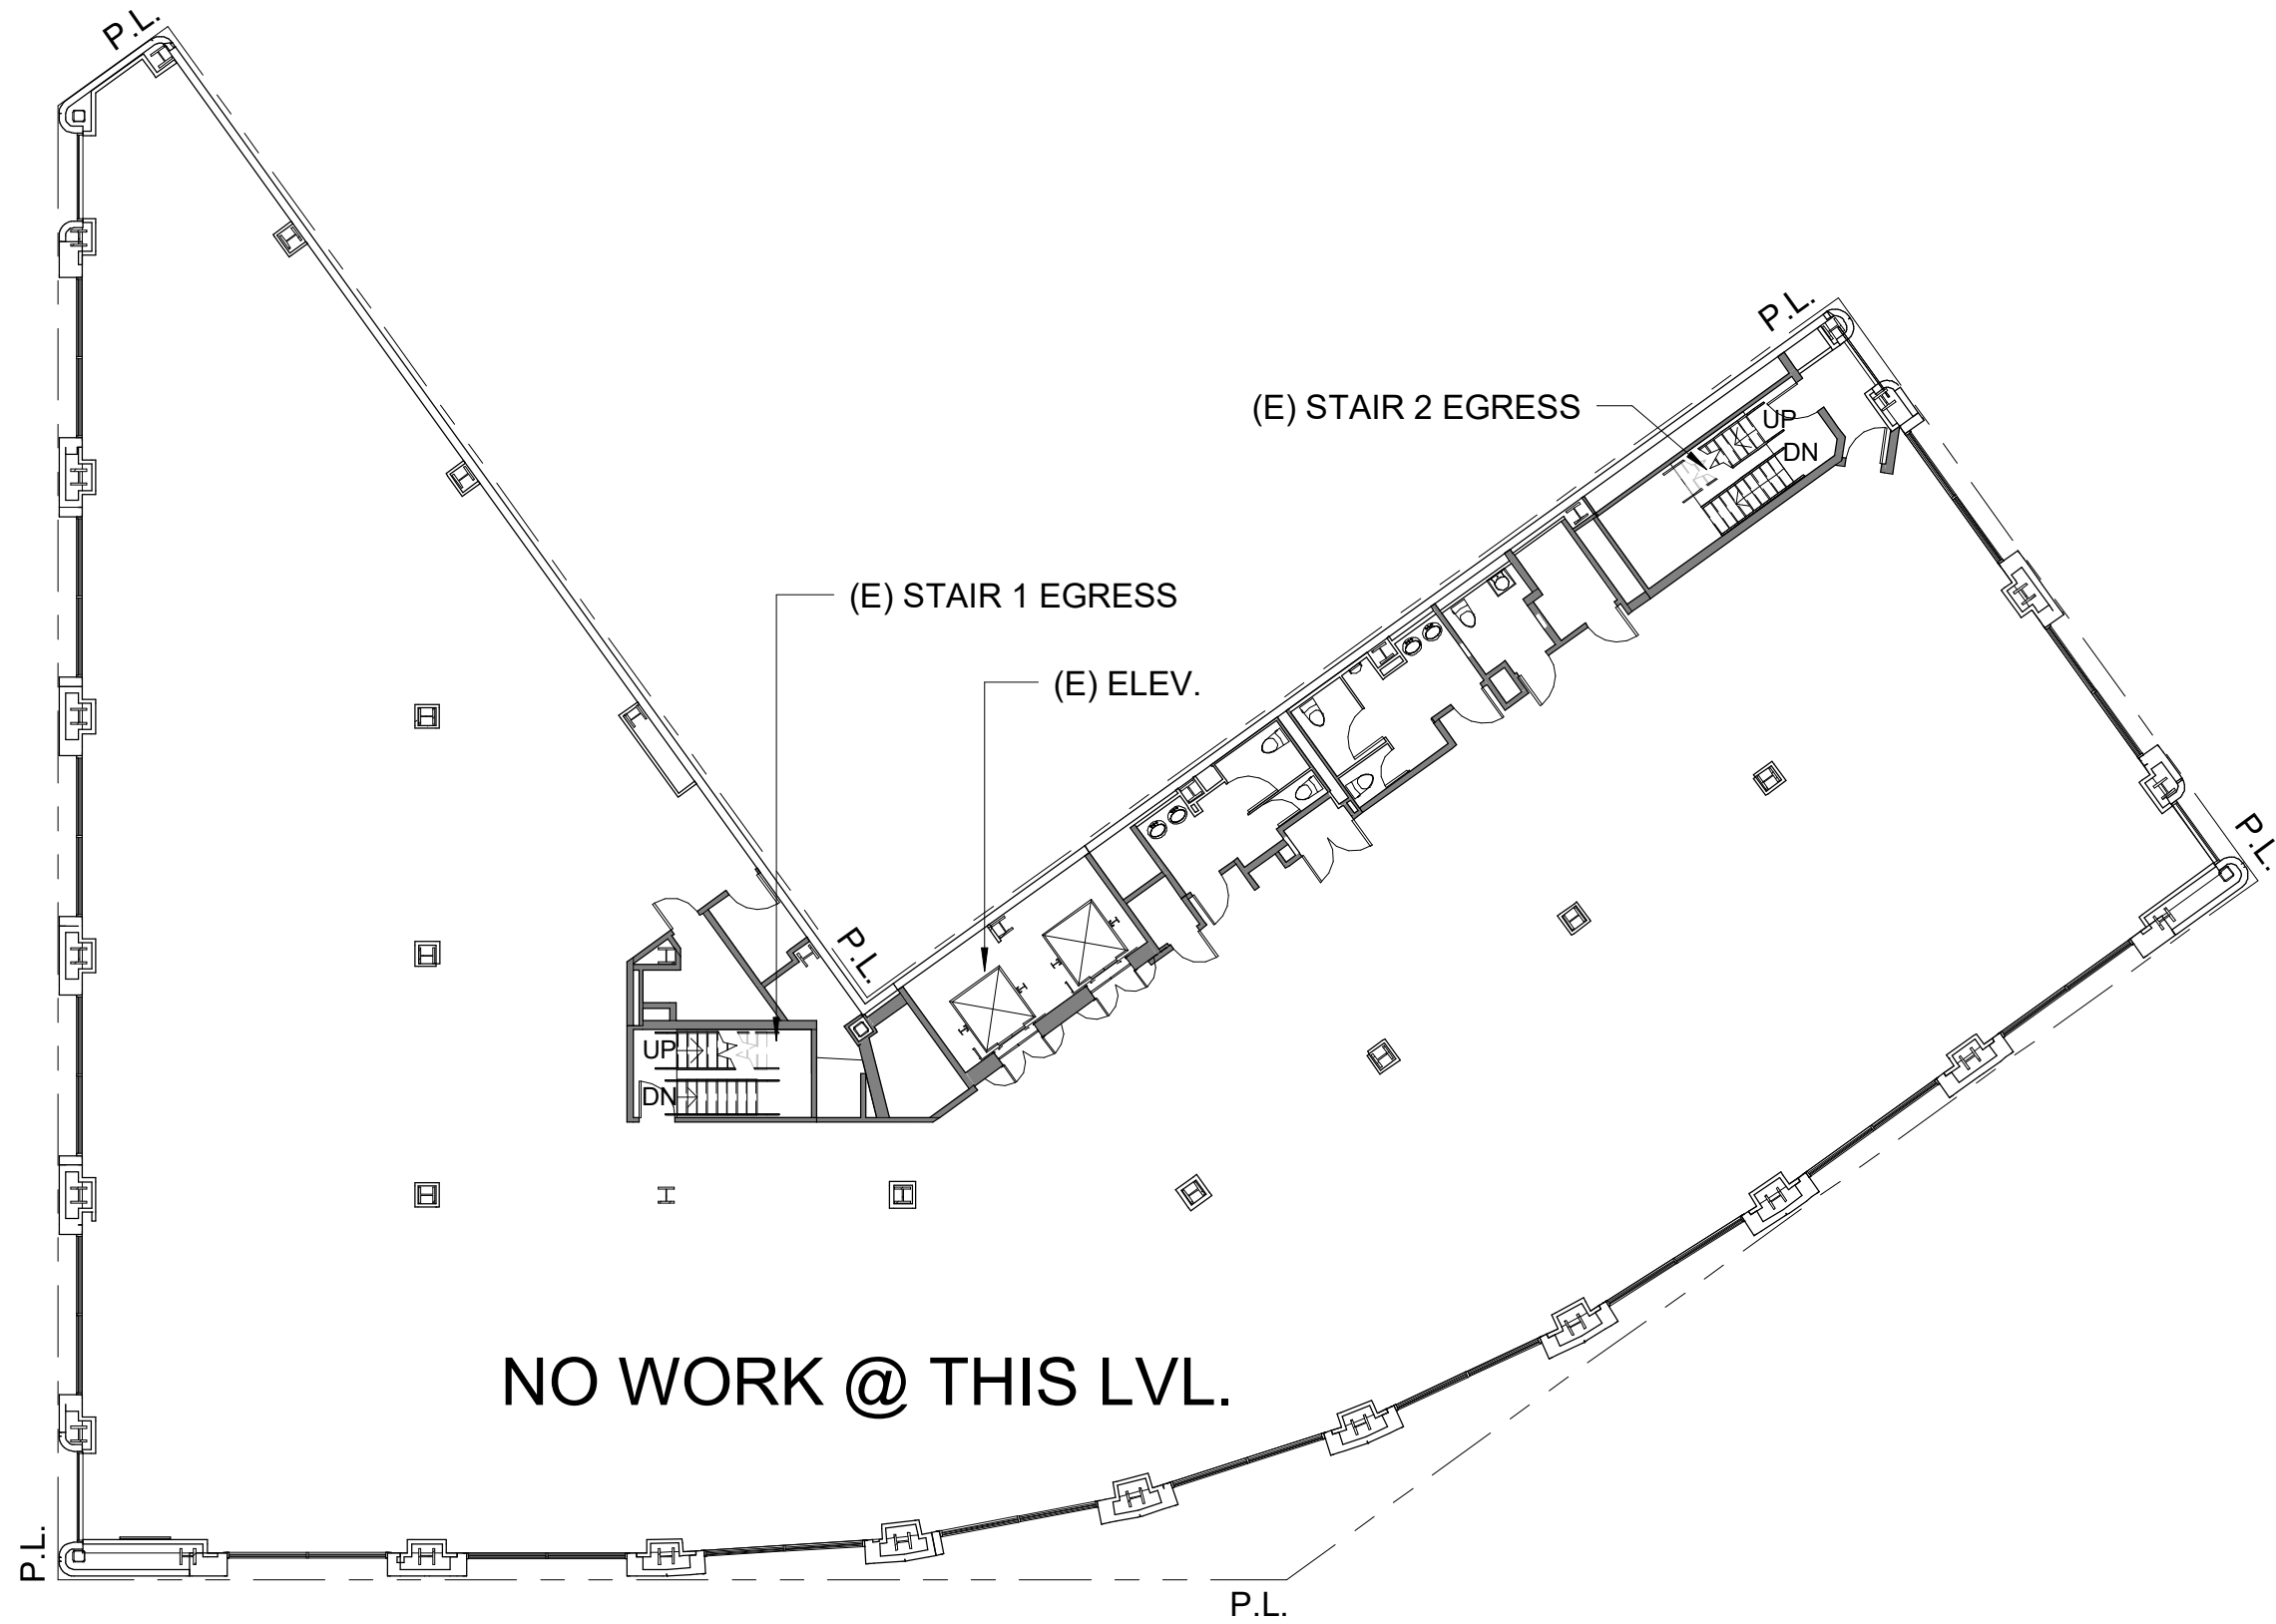 P.L.
P.L.
(E) STAIR 2 EGRESS
UP
DN
(E) STAIR 1 EGRESS
(E) ELEV.
P.L.
P.L.
UP
DN
NO WORK @ THIS LVL.
P.L.
P.L.